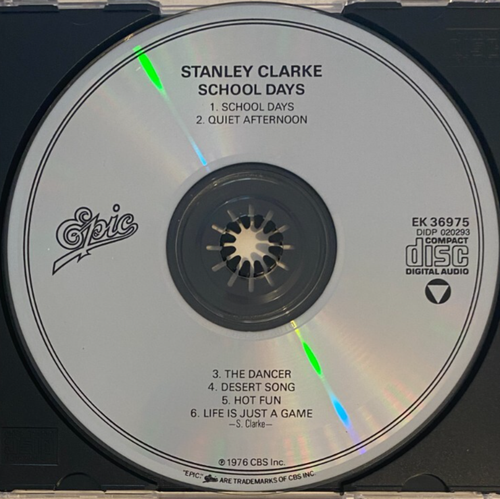 STANLEY CLARKE
SCHOOL DAYS
1. SCHOOL DAYS
2. QUIET AFTERNOON
Epic
EK 36975
DIDP 020293
COMPACT
disc
DIGITAL AUDIO
3. THE DANCER
4. DESERT SONG
5. HOT FUN
6. LIFE IS JUST A GAME
—S. Clarke—
℗ 1976 CBS Inc.
"EPIC," Epic ARE TRADEMARKS OF CBS INC.